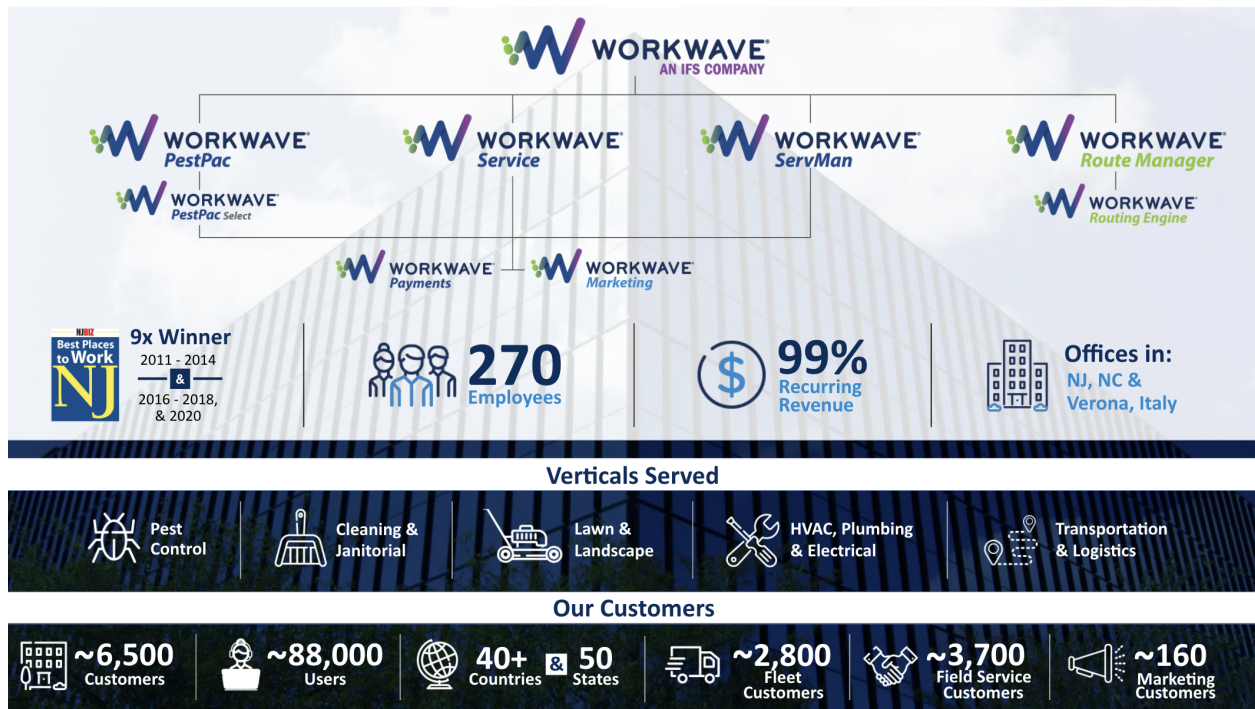 WORKWAVE®
AN IFS COMPANY
WORKWAVE®
PestPac
WORKWAVE®
Service
WORKWAVE®
ServMan
WORKWAVE®
Route Manager
WORKWAVE®
PestPac Select
WORKWAVE®
Routing Engine
WORKWAVE®
Payments
WORKWAVE®
Marketing
NJBIZ
Best Places
to Work
NJ
9x Winner
2011 - 2014
&
2016 - 2018,
& 2020
270
Employees
$
99%
Recurring
Revenue
Offices in:
NJ, NC &
Verona, Italy
Verticals Served
Pest
Control
Cleaning &
Janitorial
Lawn &
Landscape
HVAC, Plumbing
& Electrical
Transportation
& Logistics
Our Customers
~6,500
Customers
~88,000
Users
40+
Countries
&
50
States
~2,800
Fleet
Customers
~3,700
Field Service
Customers
~160
Marketing
Customers